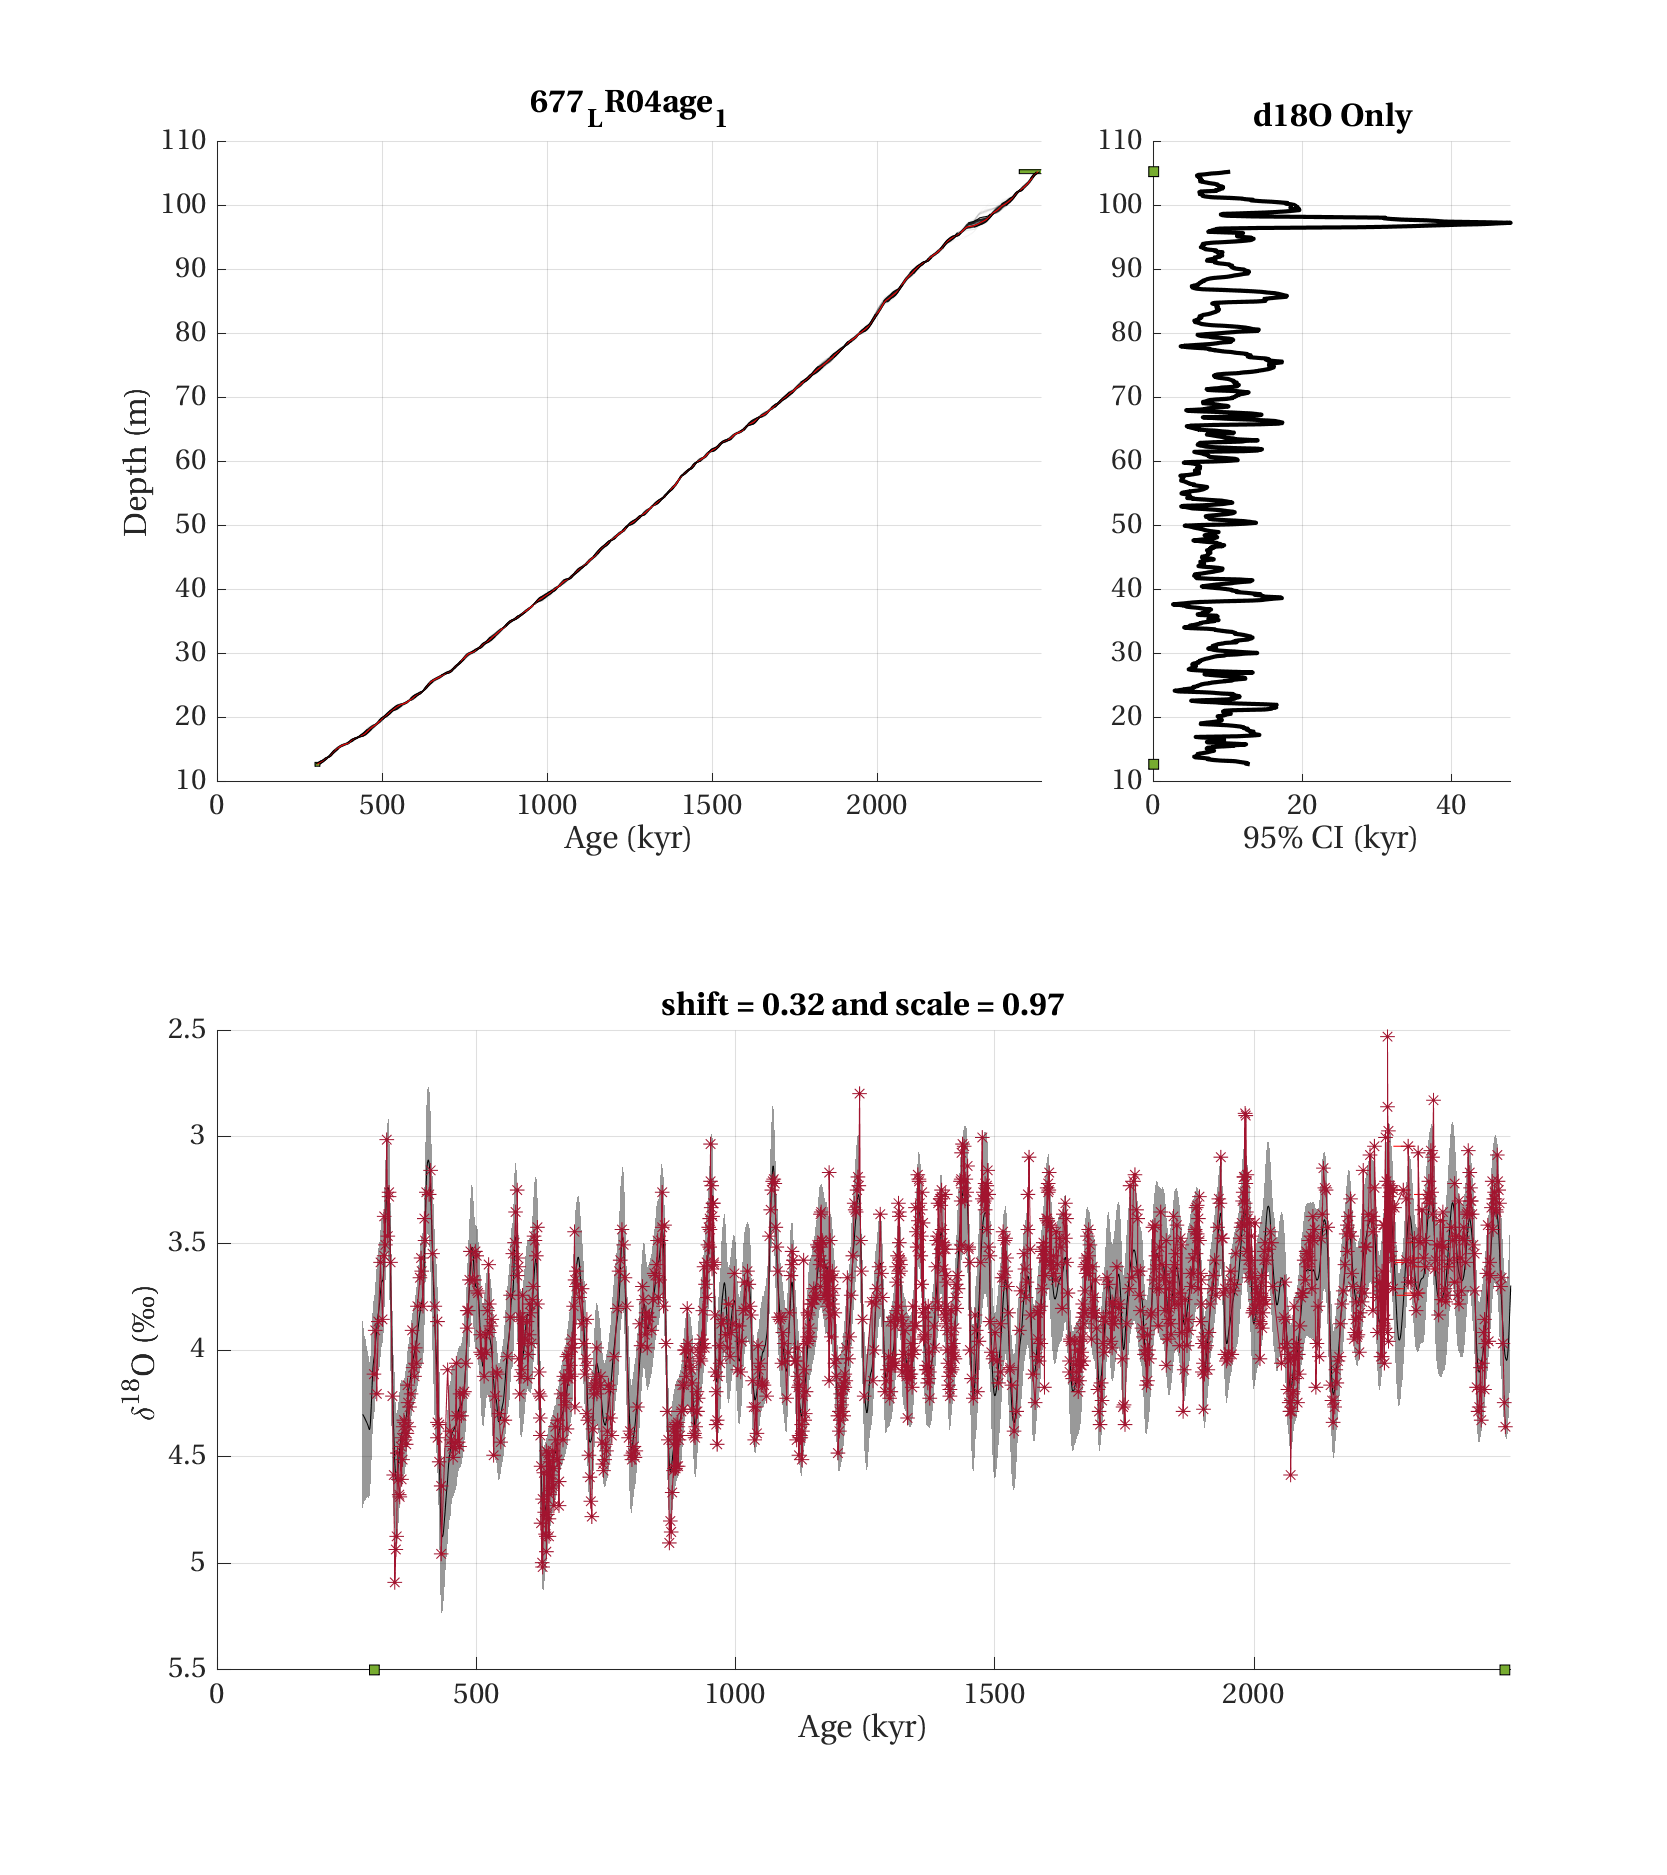 677_LR04age_1
110
100
90
80
70
60
50
40
30
20
10
Depth (m)
0 500 1000 1500 2000
Age (kyr)
d18O Only
110
100
90
80
70
60
50
40
30
20
10
0 20 40
95% CI (kyr)
shift = 0.32 and scale = 0.97
2.5
3
3.5
4
4.5
5
5.5
δ¹⁸O (‰)
0 500 1000 1500 2000
Age (kyr)